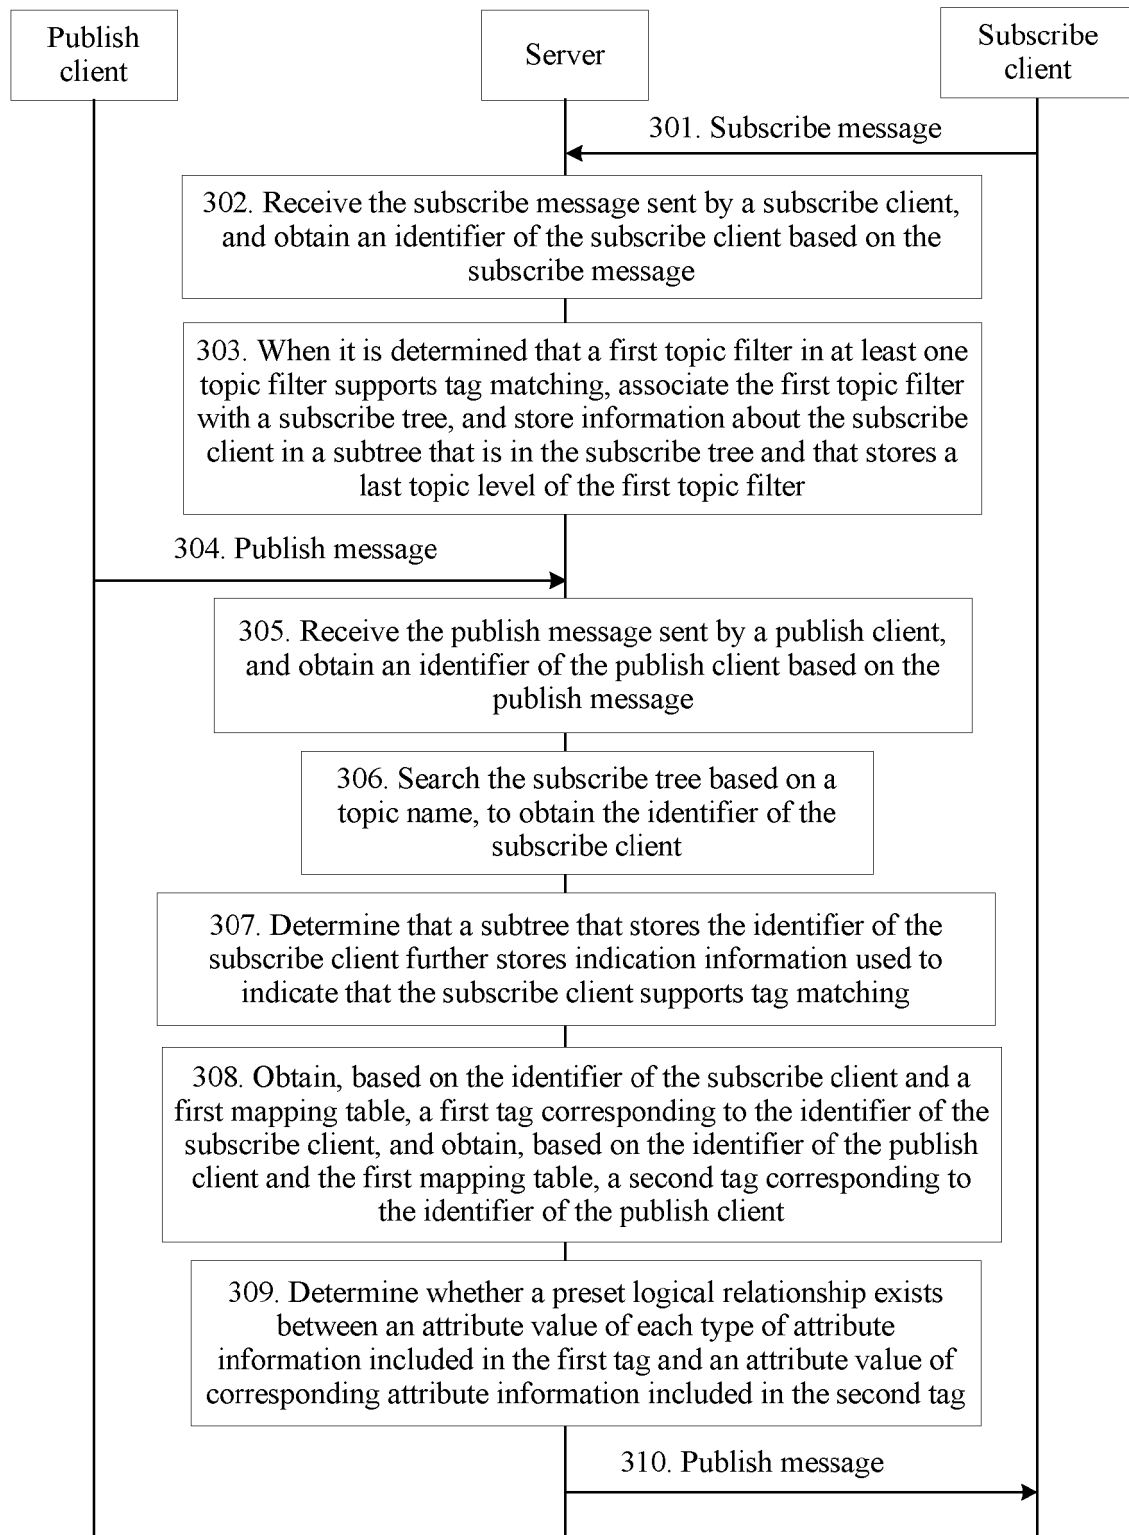 Publish
client
Server
Subscribe
client
301. Subscribe message
302. Receive the subscribe message sent by a subscribe client,
and obtain an identifier of the subscribe client based on the
subscribe message
303. When it is determined that a first topic filter in at least one
topic filter supports tag matching, associate the first topic filter
with a subscribe tree, and store information about the subscribe
client in a subtree that is in the subscribe tree and that stores a
last topic level of the first topic filter
304. Publish message
305. Receive the publish message sent by a publish client,
and obtain an identifier of the publish client based on the
publish message
306. Search the subscribe tree based on a
topic name, to obtain the identifier of the
subscribe client
307. Determine that a subtree that stores the identifier of the
subscribe client further stores indication information used to
indicate that the subscribe client supports tag matching
308. Obtain, based on the identifier of the subscribe client and a
first mapping table, a first tag corresponding to the identifier of the
subscribe client, and obtain, based on the identifier of the publish
client and the first mapping table, a second tag corresponding to
the identifier of the publish client
309. Determine whether a preset logical relationship exists
between an attribute value of each type of attribute
information included in the first tag and an attribute value of
corresponding attribute information included in the second tag
310. Publish message